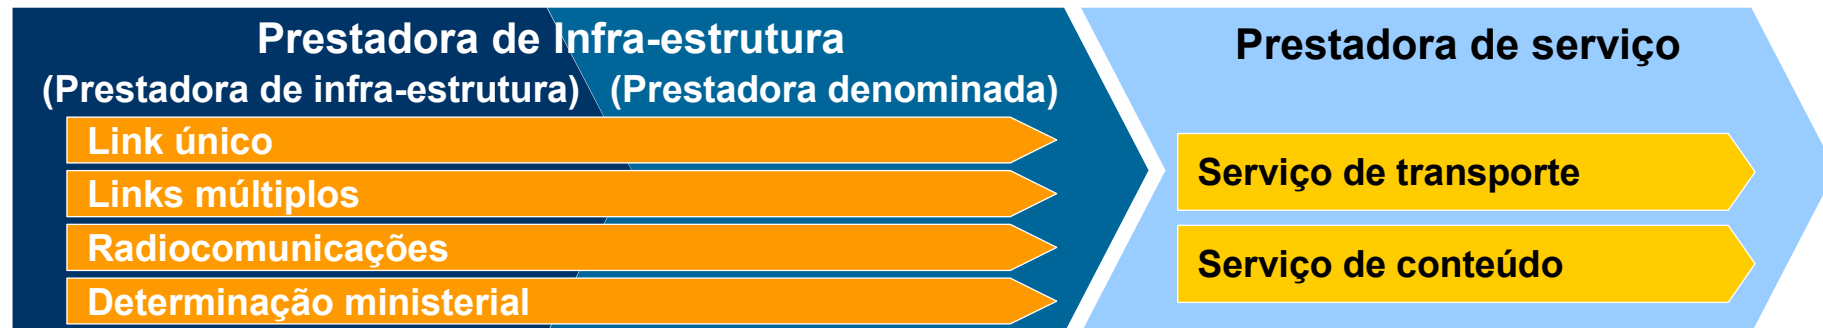 Prestadora de Infra-estrutura
(Prestadora de infra-estrutura) (Prestadora denominada)
Link único
Links múltiplos
Radiocomunicações
Determinação ministerial
Prestadora de serviço
Serviço de transporte
Serviço de conteúdo